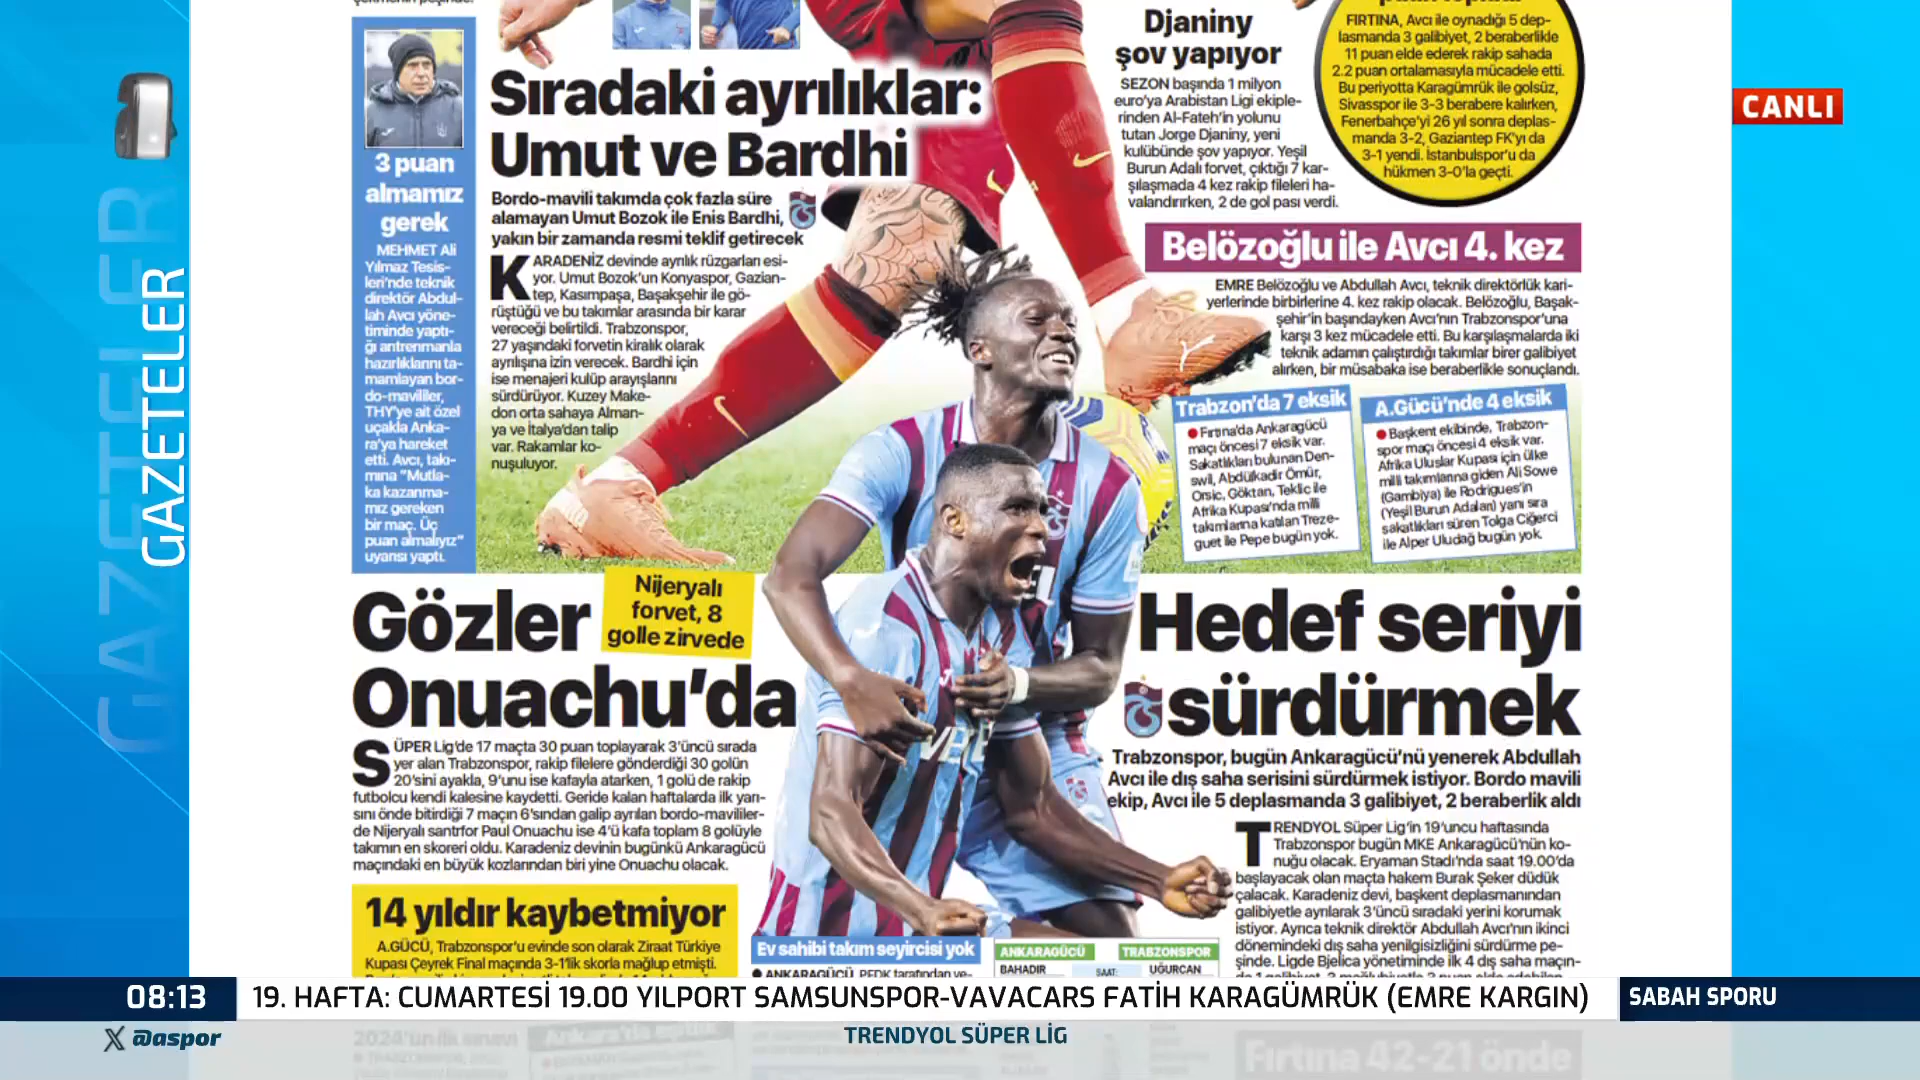 GAZETELER
GAZETELER
CANLI
3 puan
almamız
gerek
MEHMET Ali
Yılmaz Tesis-
leri’nde teknik
direktör Abdul-
lah Avcı yöne-
timinde yaptı-
ğı antrenmanla
hazırlıklarını ta-
mamlayan bor-
do-mavililer,
THY’ye ait özel
uçakla Anka-
ra’ya hareket
etti. Avcı, takı-
mına “Mutla-
ka kazanma-
mız gereken
bir maç. Üç
puan almalıyız”
uyarısı yaptı.
Sıradaki ayrılıklar:
Umut ve Bardhi
Bordo-mavili takımda çok fazla süre
alamayan Umut Bozok ile Enis Bardhi,
yakın bir zamanda resmi teklif getirecek
KARADENİZ devinde ayrılık rüzgarları esi-
yor. Umut Bozok’un Konyaspor, Gazian-
tep, Kasımpaşa, Başakşehir ile gö-
rüştüğü ve bu takımlar arasında bir karar
vereceği belirtildi. Trabzonspor,
27 yaşındaki forvetin kiralık olarak
ayrılışına izin verecek. Bardhi için
ise menajeri kulüp arayışlarını
sürdürüyor. Kuzey Make-
don orta sahaya Alman-
ya ve İtalya’dan talip
var. Rakamlar ko-
nuşuluyor.
Djaniny
şov yapıyor
SEZON başında 1 milyon
euro’ya Arabistan Ligi ekiple-
rinden Al-Fateh’in yolunu
tutan Jorge Djaniny, yeni
kulübünde şov yapıyor. Yeşil
Burun Adalı forvet, çıktığı 7 kar-
şılaşmada 4 kez rakip fileleri ha-
valandırırken, 2 de gol pası verdi.
FIRTINA, Avcı ile oynadığı 5 dep-
lasmanda 3 galibiyet, 2 beraberlikle
11 puan elde ederek rakip sahada
2.2 puan ortalamasıyla mücadele etti.
Bu periyotta Karagümrük ile golsüz,
Sivasspor ile 3-3 berabere kalırken,
Fenerbahçe’yi 26 yıl sonra deplas-
manda 3-2, Gaziantep FK’yı da
3-1 yendi. İstanbulspor’u da
hükmen 3-0’la geçti.
Belözoğlu ile Avcı 4. kez
EMRE Belözoğlu ve Abdullah Avcı, teknik direktörlük kari-
yerlerinde birbirlerine 4. kez rakip olacak. Belözoğlu, Başak-
şehir’in başındayken Avcı’nın Trabzonspor’una
karşı 3 kez mücadele etti. Bu karşılaşmalarda iki
teknik adamın çalıştırdığı takımlar birer galibiyet
alırken, bir müsabaka ise beraberlikle sonuçlandı.
Trabzon’da 7 eksik
● Fırtına’da Ankaragücü
maçı öncesi 7 eksik var.
Sakatlıkları bulunan Den-
swil, Abdülkadir Ömür,
Orsic, Göktan, Teklic ile
Afrika Kupası’nda milli
takımlarına katılan Treze-
guet ile Pepe bugün yok.
A.Gücü’nde 4 eksik
● Başkent ekibinde, Trabzon-
spor maçı öncesi 4 eksik var.
Afrika Uluslar Kupası için ülke
milli takımlarına giden Ali Sowe
(Gambiya) ile Rodrigues’in
(Yeşil Burun Adaları) yanı sıra
sakatlıkları süren Tolga Ciğerci
ile Alper Uludağ bugün yok.
Gözler
Onuachu’da
Nijeryalı
forvet, 8
golle zirvede
SÜPER Lig’de 17 maçta 30 puan toplayarak 3’üncü sırada
yer alan Trabzonspor, rakip filelere gönderdiği 30 golün
20’sini ayakla, 9’unu ise kafayla atarken, 1 golü de rakip
futbolcu kendi kalesine kaydetti. Geride kalan haftalarda ilk yarı-
sını önde bitirdiği 7 maçın 6’sından galip ayrılan bordo-mavililer-
de Nijeryalı santrfor Paul Onuachu ise 4’ü kafa toplam 8 golüyle
takımın en skoreri oldu. Karadeniz devinin bugünkü Ankaragücü
maçındaki en büyük kozlarından biri yine Onuachu olacak.
Hedef seriyi
sürdürmek
Trabzonspor, bugün Ankaragücü’nü yenerek Abdullah
Avcı ile dış saha serisini sürdürmek istiyor. Bordo mavili
ekip, Avcı ile 5 deplasmanda 3 galibiyet, 2 beraberlik aldı
TRENDYOL Süper Lig’in 19’uncu haftasında
Trabzonspor bugün MKE Ankaragücü’nün ko-
nuğu olacak. Eryaman Stadı’nda saat 19.00’da
başlayacak olan maçta hakem Burak Şeker düdük
çalacak. Karadeniz devi, başkent deplasmanından
galibiyetle ayrılarak 3’üncü sıradaki yerini korumak
istiyor. Ayrıca teknik direktör Abdullah Avcı’nın ikinci
dönemindeki dış saha yenilgisizliğini sürdürme pe-
şinde. Ligde Bjelica yönetiminde ilk 4 dış saha maçın-
14 yıldır kaybetmiyor
A.GÜCÜ, Trabzonspor’u evinde son olarak Ziraat Türkiye
Kupası Çeyrek Final maçında 3-1’lik skorla mağlup etmişti.
Ev sahibi takım seyircisi yok
● ANKARAGÜCÜ, PFDK tarafından ve-
ANKARAGÜCÜ TRABZONSPOR
BAHADIR SAAT: UĞURCAN
08:13 19. HAFTA: CUMARTESİ 19.00 YILPORT SAMSUNSPOR-VAVACARS FATİH KARAGÜMRÜK (EMRE KARGIN) SABAH SPORU
X @aspor TRENDYOL SÜPER LİG
2024’ün ilk sınavı
Fırtına 42-21 önde